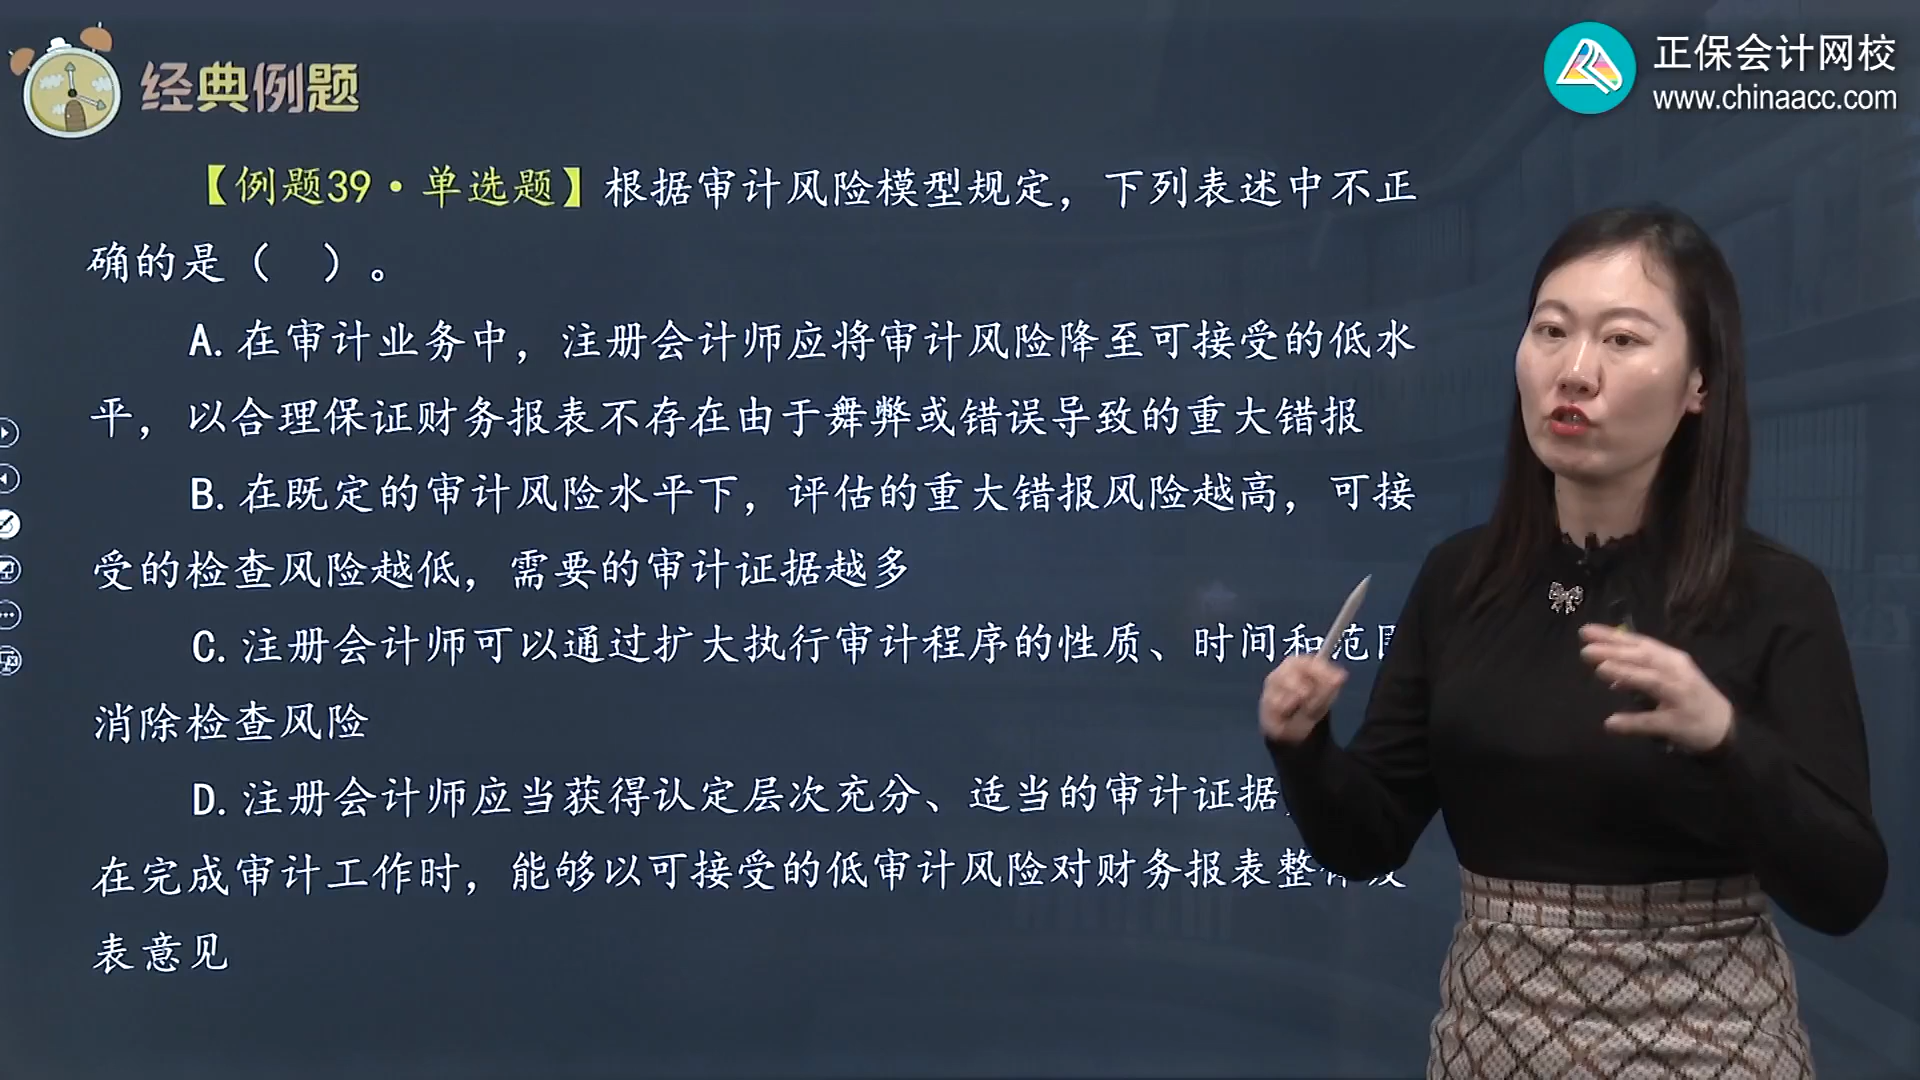 经典例题
正保会计网校
www.chinaacc.com
【例题39·单选题】根据审计风险模型规定，下列表述中不正
确的是（ ）。
A.在审计业务中，注册会计师应将审计风险降至可接受的低水
平，以合理保证财务报表不存在由于舞弊或错误导致的重大错报
B.在既定的审计风险水平下，评估的重大错报风险越高，可接
受的检查风险越低，需要的审计证据越多
C.注册会计师可以通过扩大执行审计程序的性质、时间和范围
消除检查风险
D.注册会计师应当获得认定层次充分、适当的审计证据
在完成审计工作时，能够以可接受的低审计风险对财务报表整体发
表意见